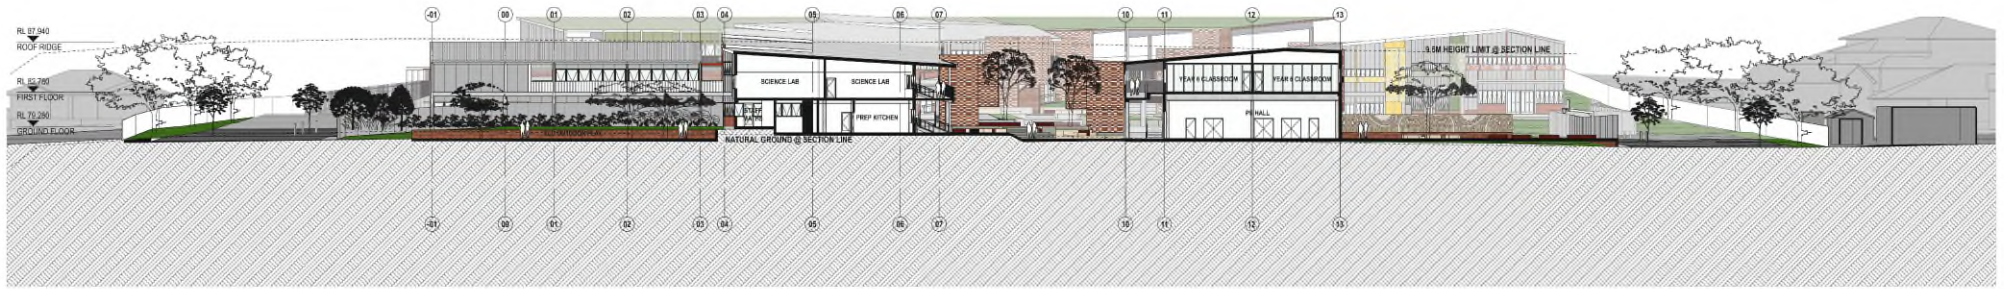 -01 00 01 02 03 04 05 06 07 10 11 12 13
RL 87,940
ROOF RIDGE
9.6M HEIGHT LIMIT @ SECTION LINE
RL 82,780
FIRST FLOOR
SCIENCE LAB
SCIENCE LAB
YEAR 6 CLASSROOM
YEAR 6 CLASSROOM
RL 79,280
GROUND FLOOR
STAFF
PREP KITCHEN
HALL
NATURAL GROUND @ SECTION LINE
-01 00 01 02 03 04 05 06 07 10 11 12 13